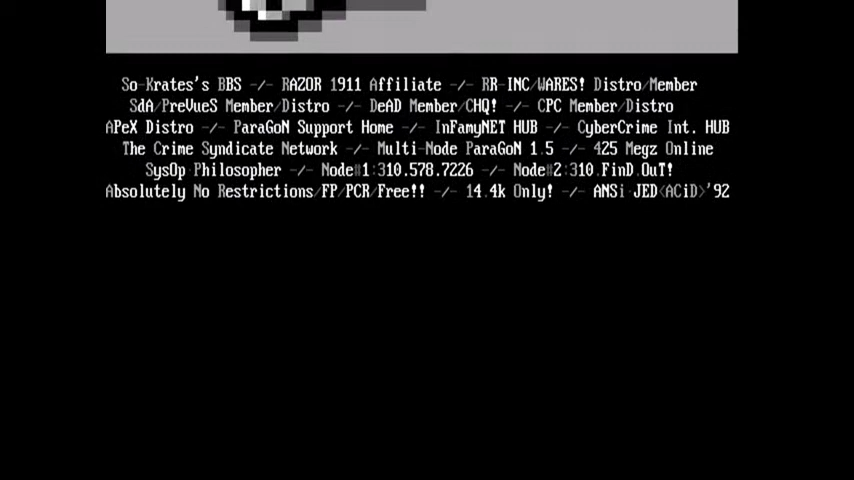 So-Krates's BBS -/- RAZOR 1911 Affiliate -/- RR-INC/WARES! Distro/Member
SdA/PreVueS Member/Distro -/- DeAD Member/CHQ! -/- CPC Member/Distro
APeX Distro -/- ParaGoN Support Home -/- InFamyNET HUB -/- CyberCrime Int. HUB
The Crime Syndicate Network -/- Multi-Node ParaGoN 1.5 -/- 425 Megz Online
SysOp Philosopher -/- Node#1:310.578.7226 -/- Node#2:310.FinD.OuT!
Absolutely No Restrictions/FP/PCR/Free!! -/- 14.4k Only! -/- ANSi JED<ACiD>'92